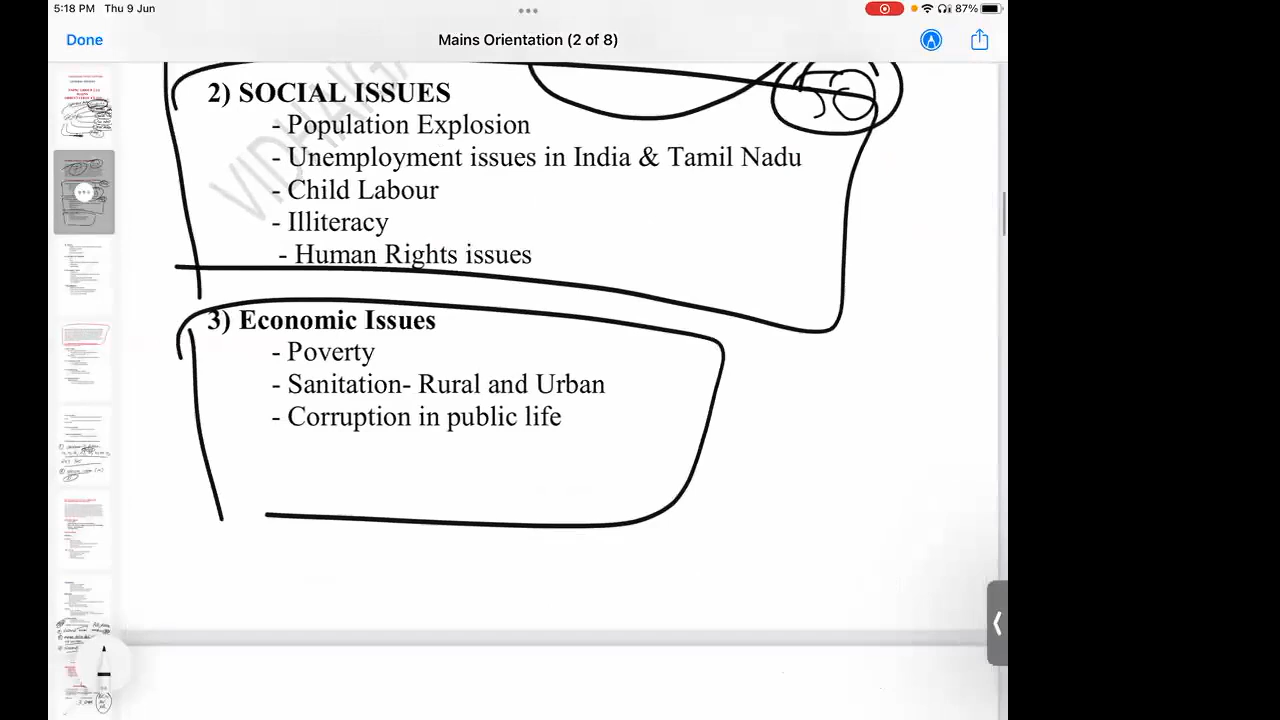 5:18 PM Thu 9 Jun
87%
Done
Mains Orientation (2 of 8)
50
2) SOCIAL ISSUES
- Population Explosion
- Unemployment issues in India & Tamil Nadu
- Child Labour
- Illiteracy
- Human Rights issues
3) Economic Issues
- Poverty
- Sanitation- Rural and Urban
- Corruption in public life